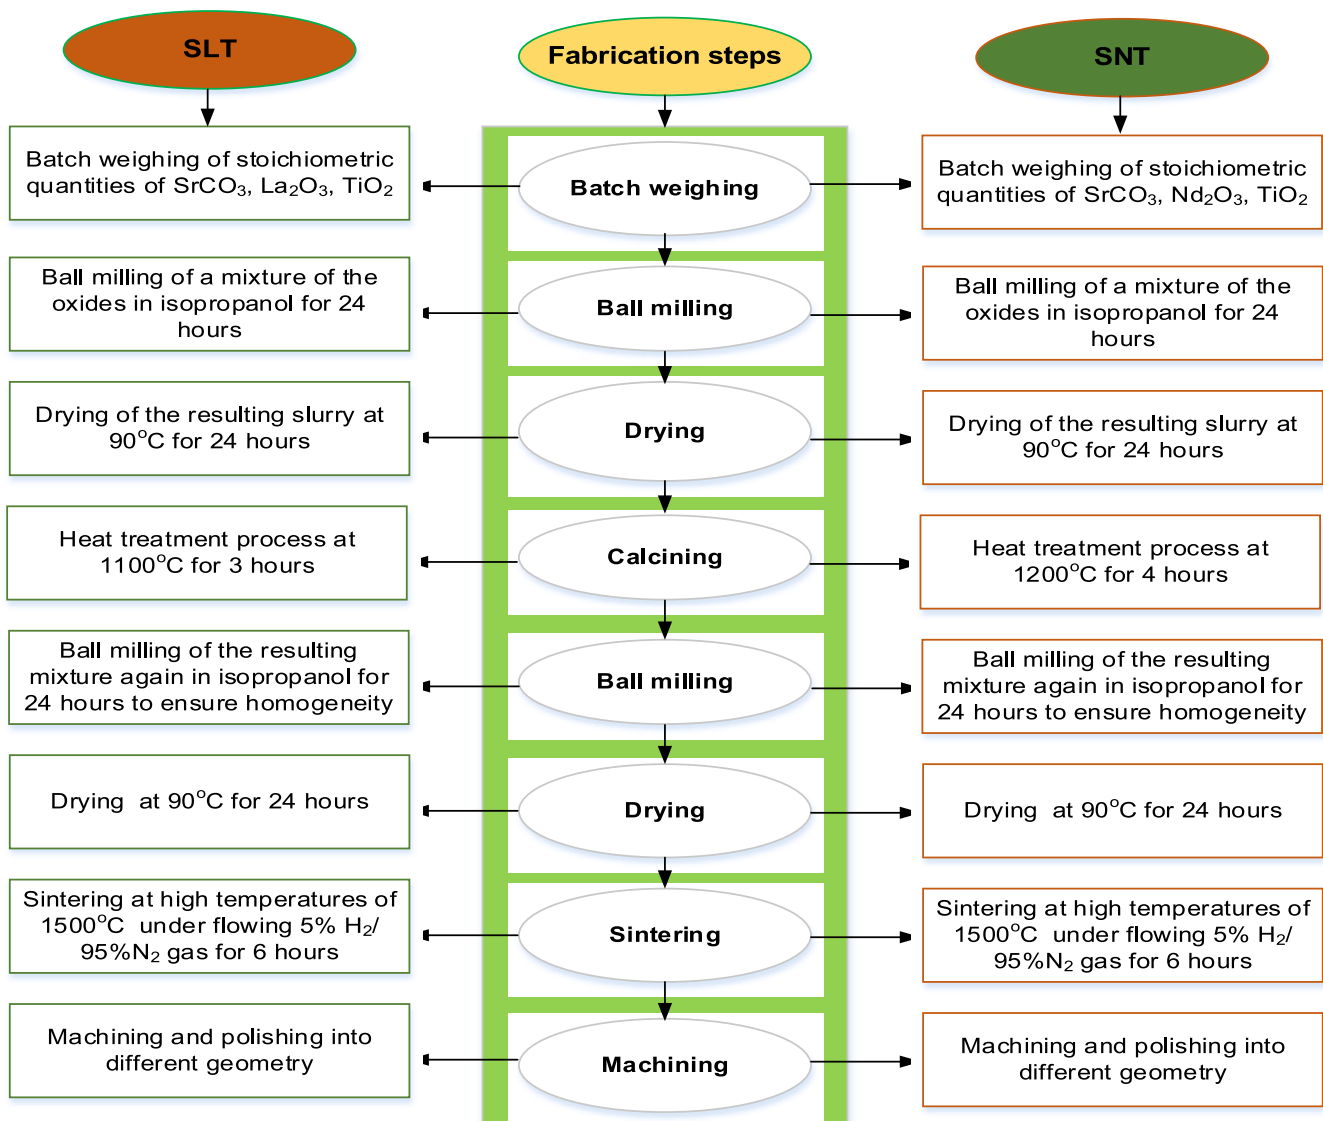 SLT
Fabrication steps
SNT
Batch weighing of stoichiometric
quantities of SrCO₃, La₂O₃, TiO₂
Batch weighing
Batch weighing of stoichiometric
quantities of SrCO₃, Nd₂O₃, TiO₂
Ball milling of a mixture of the
oxides in isopropanol for 24
hours
Ball milling
Ball milling of a mixture of the
oxides in isopropanol for 24
hours
Drying of the resulting slurry at
90°C for 24 hours
Drying
Drying of the resulting slurry at
90°C for 24 hours
Heat treatment process at
1100°C for 3 hours
Calcining
Heat treatment process at
1200°C for 4 hours
Ball milling of the resulting
mixture again in isopropanol for
24 hours to ensure homogeneity
Ball milling
Ball milling of the resulting
mixture again in isopropanol for
24 hours to ensure homogeneity
Drying at 90°C for 24 hours
Drying
Drying at 90°C for 24 hours
Sintering at high temperatures of
1500°C under flowing 5% H₂/
95%N₂ gas for 6 hours
Sintering
Sintering at high temperatures of
1500°C under flowing 5% H₂/
95%N₂ gas for 6 hours
Machining and polishing into
different geometry
Machining
Machining and polishing into
different geometry